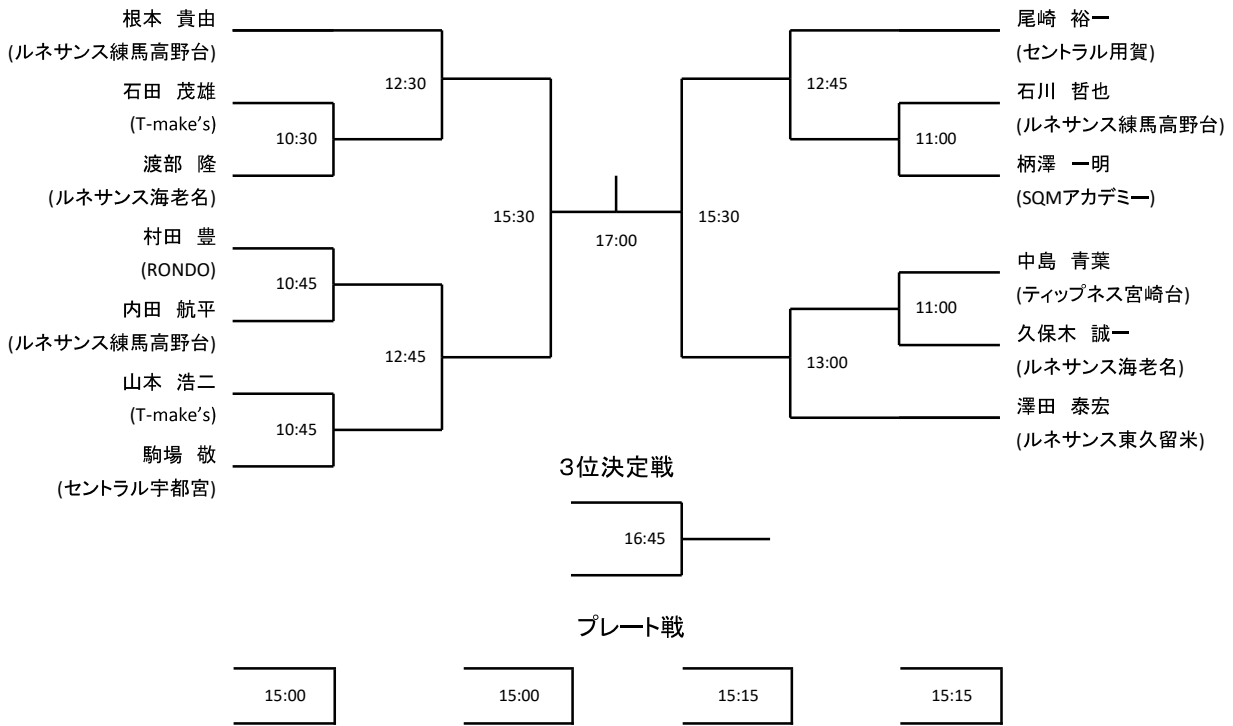 根本 貴由
(ルネサンス練馬高野台)
石田 茂雄
(T-make's)
渡部 隆
(ルネサンス海老名)
村田 豊
(RONDO)
内田 航平
(ルネサンス練馬高野台)
山本 浩二
(T-make's)
駒場 敬
(セントラル宇都宮)
10:30
10:45
10:45
12:30
12:45
15:30
17:00
15:30
12:45
13:00
11:00
11:00
尾崎 裕一
(セントラル用賀)
石川 哲也
(ルネサンス練馬高野台)
柄澤 一明
(SQMアカデミー)
中島 青葉
(ティップネス宮崎台)
久保木 誠一
(ルネサンス海老名)
澤田 泰宏
(ルネサンス東久留米)
3位決定戦
16:45
プレート戦
15:00
15:00
15:15
15:15